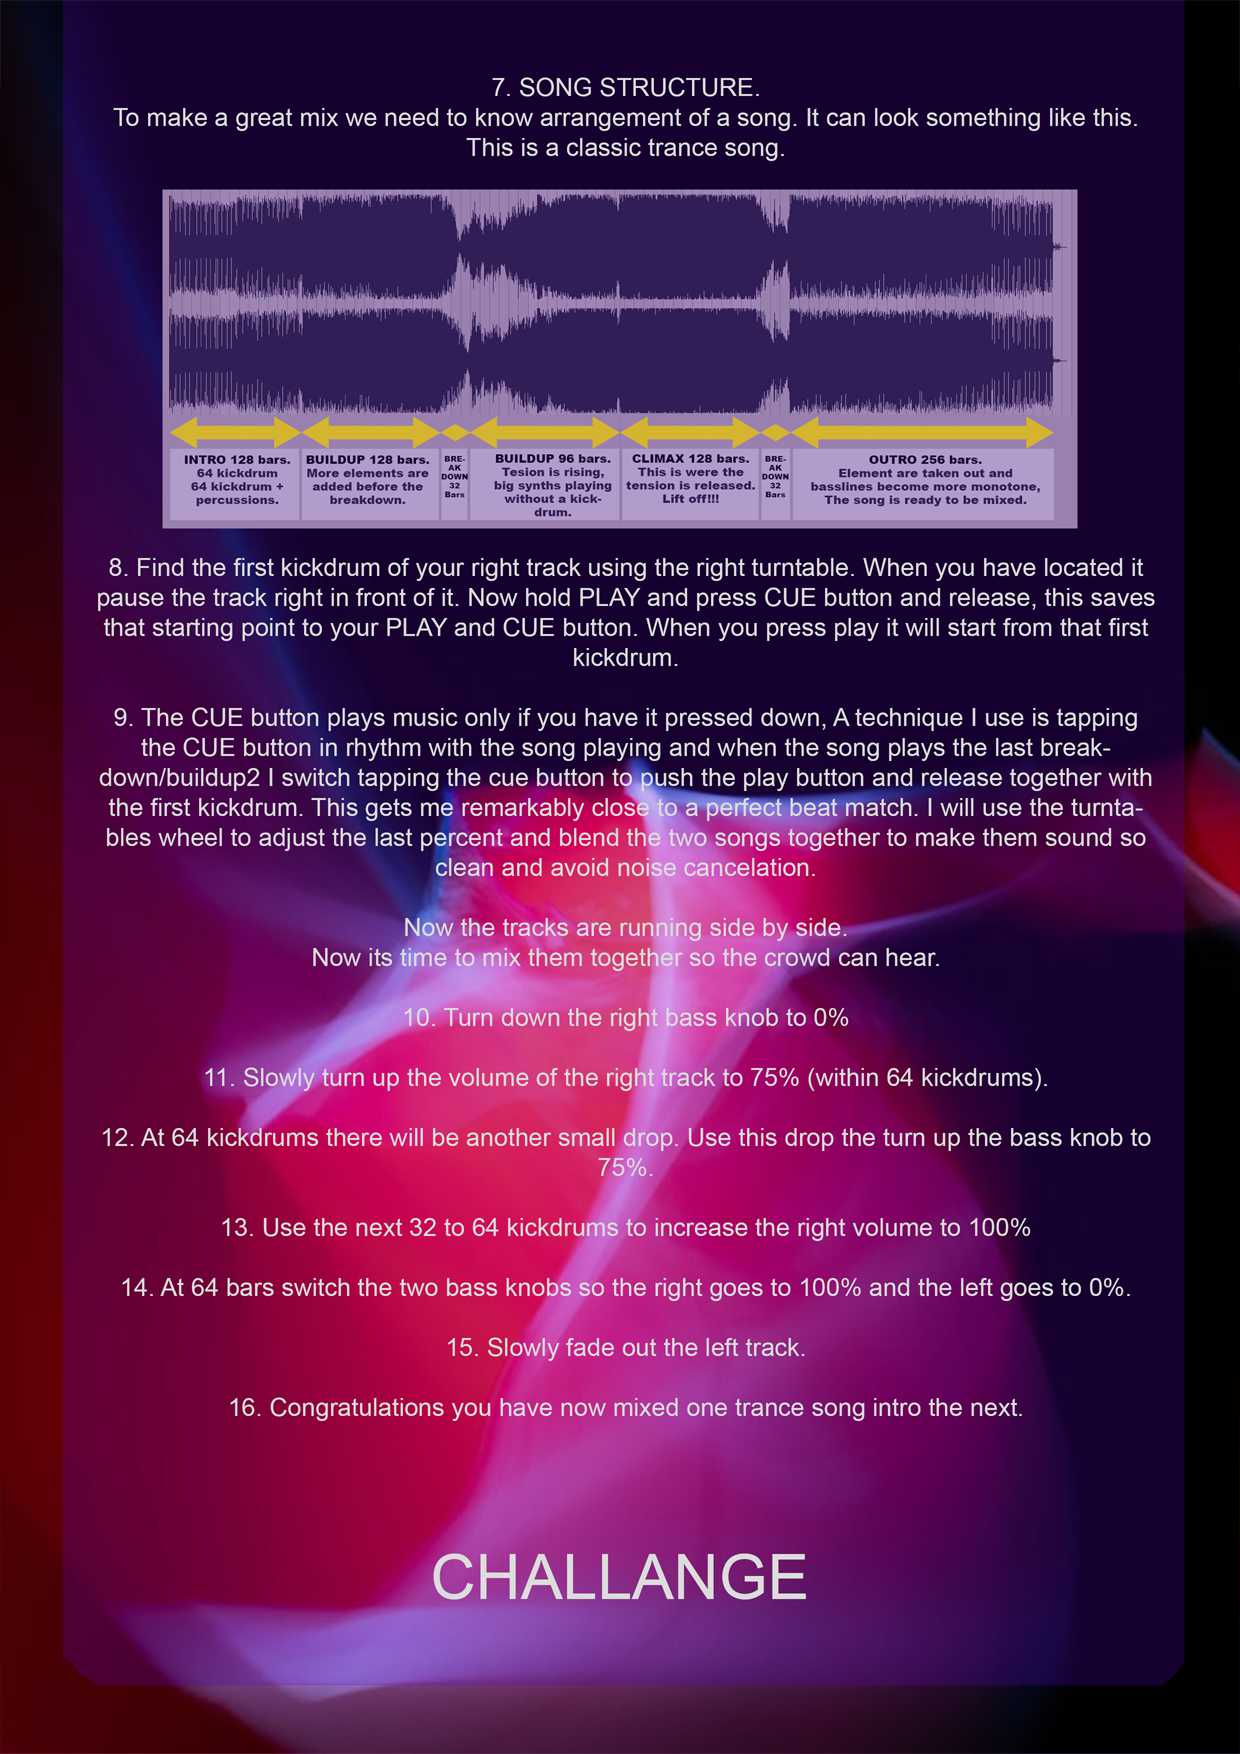 7. SONG STRUCTURE.
To make a great mix we need to know arrangement of a song. It can look something like this.
This is a classic trance song.
INTRO 128 bars.
64 kickdrum
64 kickdrum +
percussions.
BUILDUP 128 bars.
More elements are
added before the
breakdown.
BRE-
AK
DOWN
32
Bars
BUILDUP 96 bars.
Tesion is rising,
big synths playing
without a kick-
drum.
CLIMAX 128 bars.
This is were the
tension is released.
Lift off!!!
BRE-
AK
DOWN
32
Bars
OUTRO 256 bars.
Element are taken out and
basslines become more monotone,
The song is ready to be mixed.
8. Find the first kickdrum of your right track using the right turntable. When you have located it
pause the track right in front of it. Now hold PLAY and press CUE button and release, this saves
that starting point to your PLAY and CUE button. When you press play it will start from that first
kickdrum.
9. The CUE button plays music only if you have it pressed down, A technique I use is tapping
the CUE button in rhythm with the song playing and when the song plays the last break-
down/buildup2 I switch tapping the cue button to push the play button and release together with
the first kickdrum. This gets me remarkably close to a perfect beat match. I will use the turnta-
bles wheel to adjust the last percent and blend the two songs together to make them sound so
clean and avoid noise cancelation.
Now the tracks are running side by side.
Now its time to mix them together so the crowd can hear.
10. Turn down the right bass knob to 0%
11. Slowly turn up the volume of the right track to 75% (within 64 kickdrums).
12. At 64 kickdrums there will be another small drop. Use this drop the turn up the bass knob to
75%.
13. Use the next 32 to 64 kickdrums to increase the right volume to 100%
14. At 64 bars switch the two bass knobs so the right goes to 100% and the left goes to 0%.
15. Slowly fade out the left track.
16. Congratulations you have now mixed one trance song intro the next.
CHALLANGE